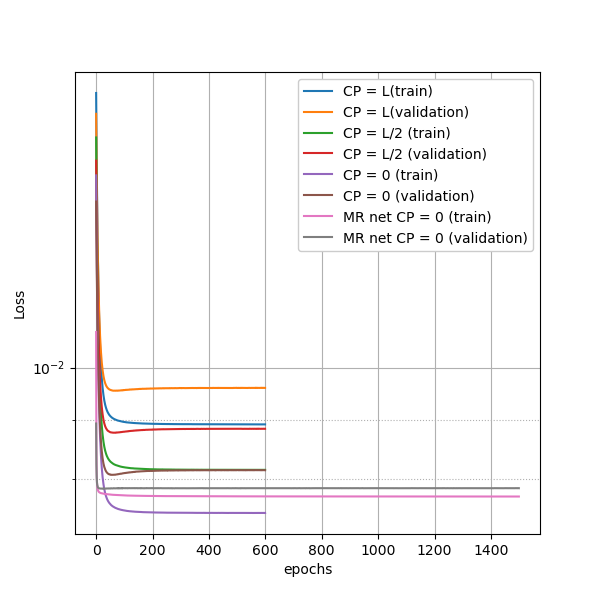 CP = L(train)
CP = L(validation)
CP = L/2 (train)
CP = L/2 (validation)
CP = 0 (train)
CP = 0 (validation)
MR net CP = 0 (train)
MR net CP = 0 (validation)
Loss
10⁻²
0 200 400 600 800 1000 1200 1400
epochs